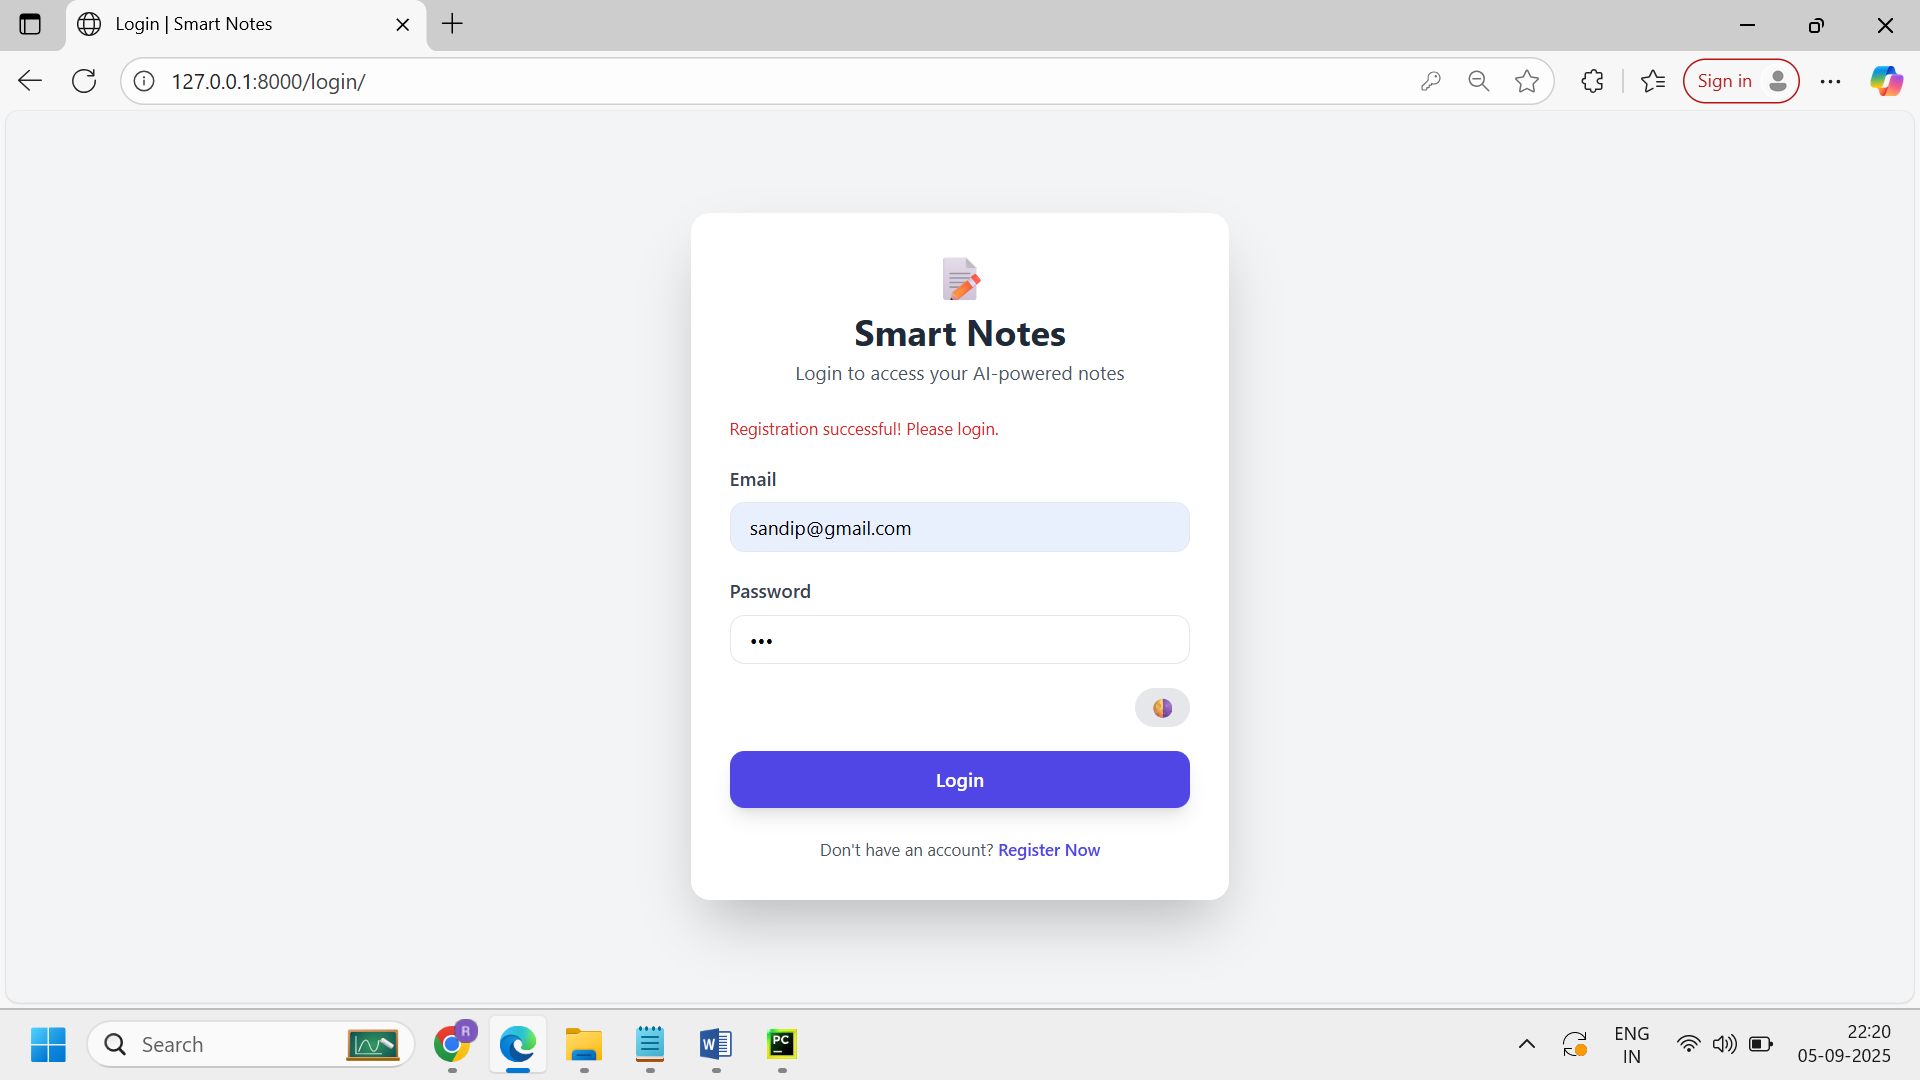 Login | Smart Notes
127.0.0.1:8000/login/
Sign in
Smart Notes
Login to access your AI-powered notes
Registration successful! Please login.
Email
sandip@gmail.com
Password
•••
Login
Don't have an account? Register Now
Search
R
W
PC
ENG
IN
22:20
05-09-2025